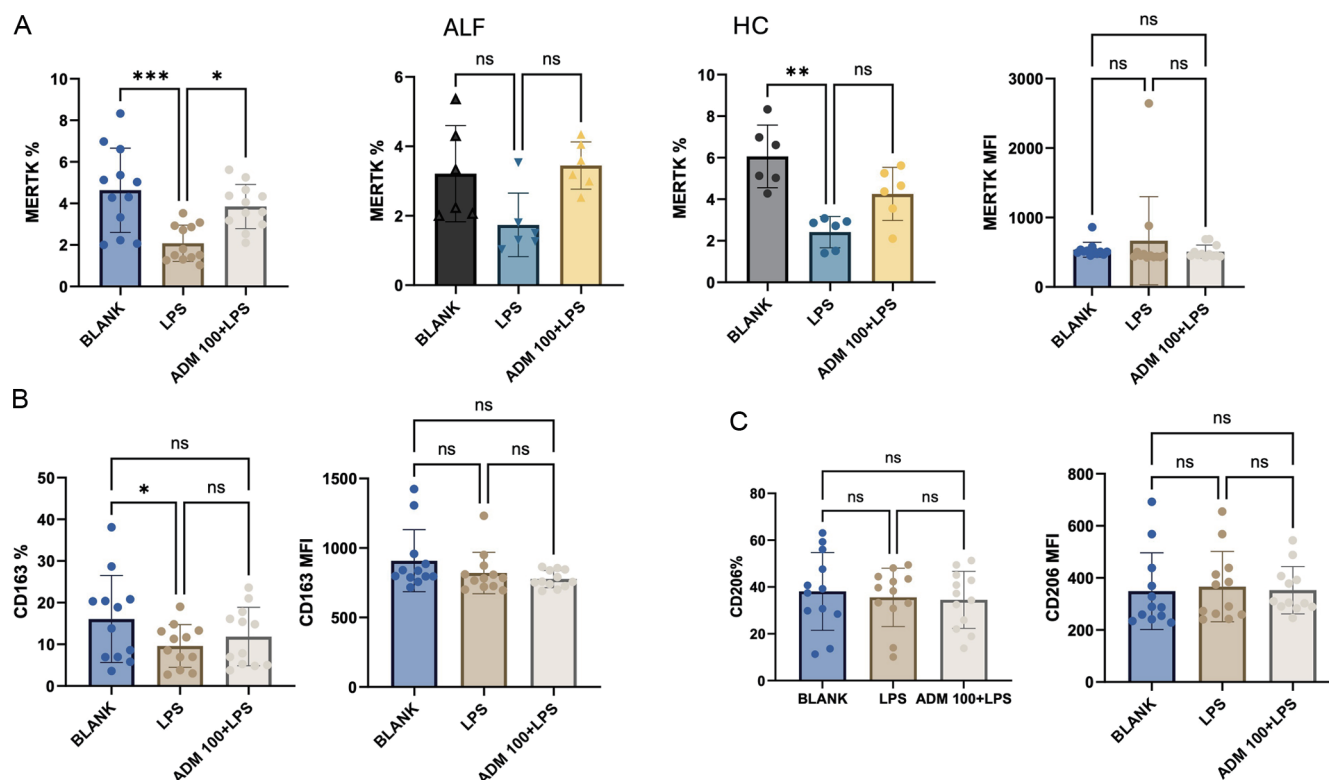 A
ALF
HC
***
*
MERTK %
10
8
6
4
2
0
BLANK
LPS
ADM 100+LPS
ns
ns
MERTK %
6
4
2
0
BLANK
LPS
ADM 100+LPS
**
ns
MERTK %
10
8
6
4
2
0
BLANK
LPS
ADM 100+LPS
ns
ns
ns
MERTK MFI
3000
2000
1000
500
0
BLANK
LPS
ADM 100+LPS
B
ns
*
ns
CD163 %
50
40
30
20
10
0
BLANK
LPS
ADM 100+LPS
ns
ns
ns
CD163 MFI
1500
1000
500
0
BLANK
LPS
ADM 100+LPS
C
ns
ns
ns
CD206%
80
60
40
20
0
BLANK
LPS
ADM 100+LPS
ns
ns
ns
CD206 MFI
800
600
400
200
0
BLANK
LPS
ADM 100+LPS